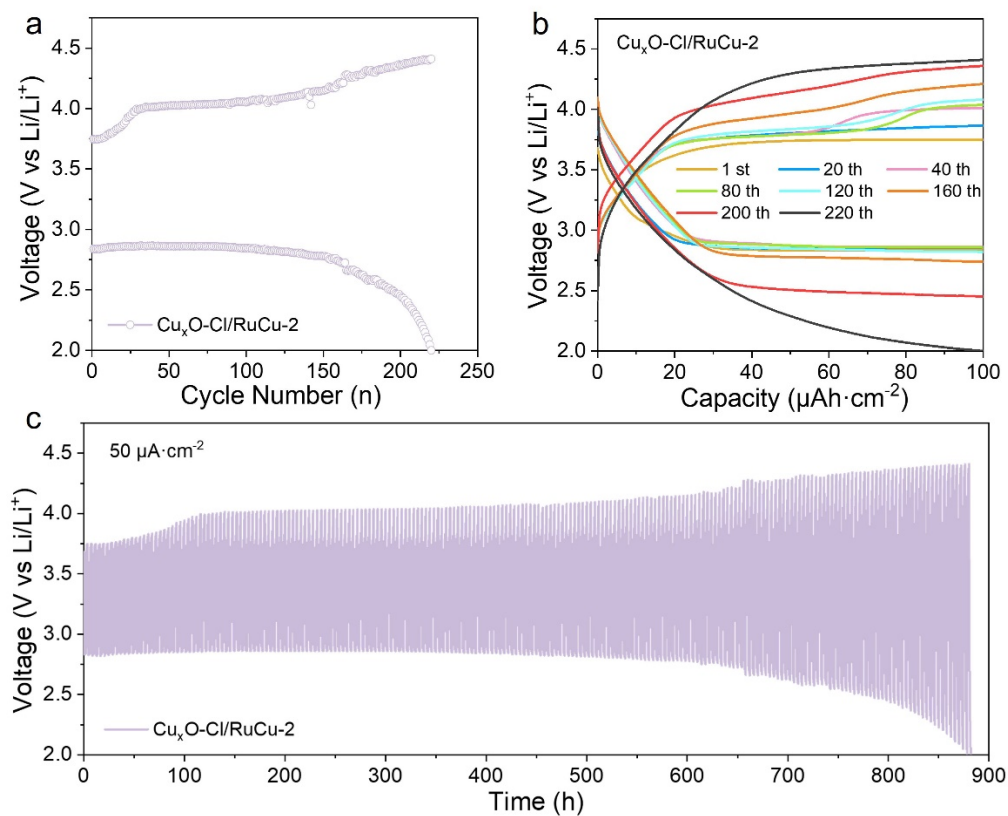 a
4.5
4.0
3.5
3.0
2.5
2.0
Voltage (V vs Li/Li⁺)
CuₓO-Cl/RuCu-2
0 50 100 150 200 250
Cycle Number (n)
b
CuₓO-Cl/RuCu-2
4.5
4.0
3.5
3.0
2.5
2.0
Voltage (V vs Li/Li⁺)
1 st 20 th 40 th
80 th 120 th 160 th
200 th 220 th
0 20 40 60 80 100
Capacity (μAh·cm⁻²)
c
50 μA·cm⁻²
4.5
4.0
3.5
3.0
2.5
2.0
Voltage (V vs Li/Li⁺)
CuₓO-Cl/RuCu-2
0 100 200 300 400 500 600 700 800 900
Time (h)